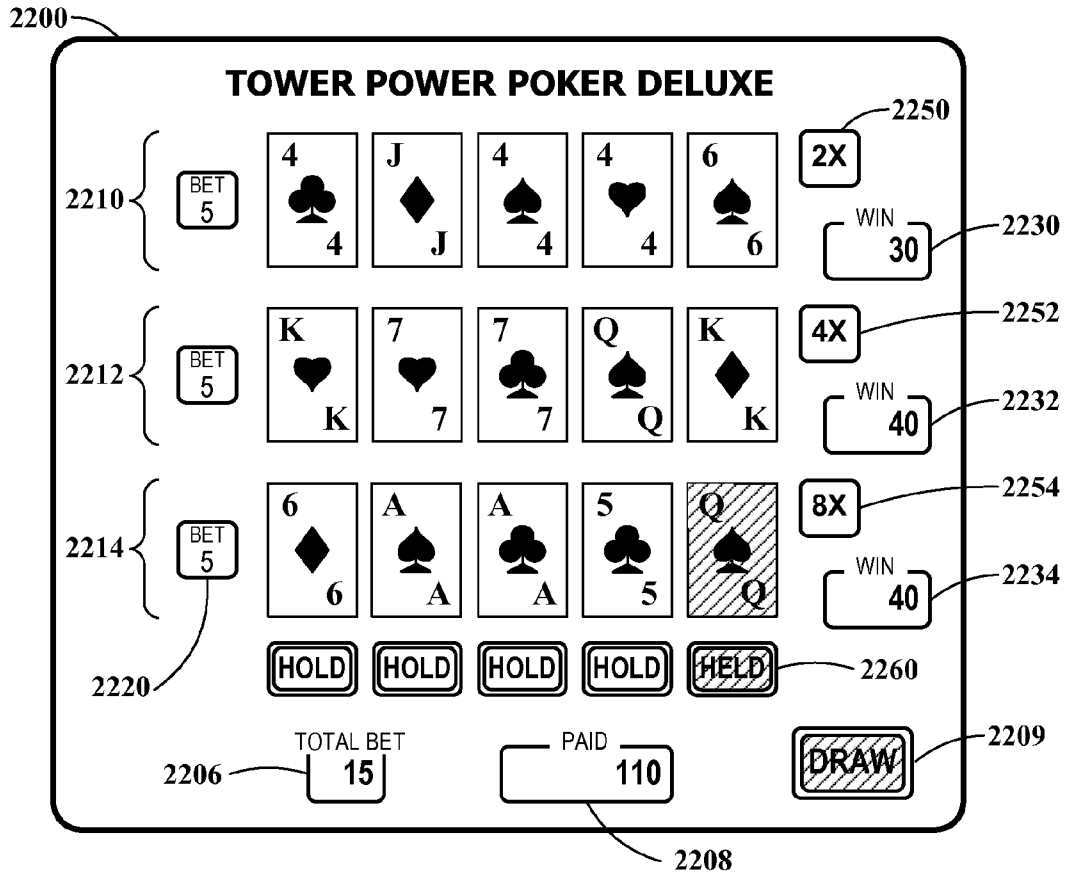 2200
TOWER POWER POKER DELUXE
2250
4 J 4 4 6
2X
BET
2210
5
WIN
2230
30
4 J 4 4 6
2252
K 7 7 Q K
4X
BET
2212
5
WIN
2232
40
K 7 7 Q K
2254
6 A A 5 Q
8X
BET
2214
5
WIN
2234
40
6 A A 5 Q
HOLD HOLD HOLD HOLD HELD
2260
2220
TOTAL BET
PAID
2209
2206
15
110
DRAW
2208